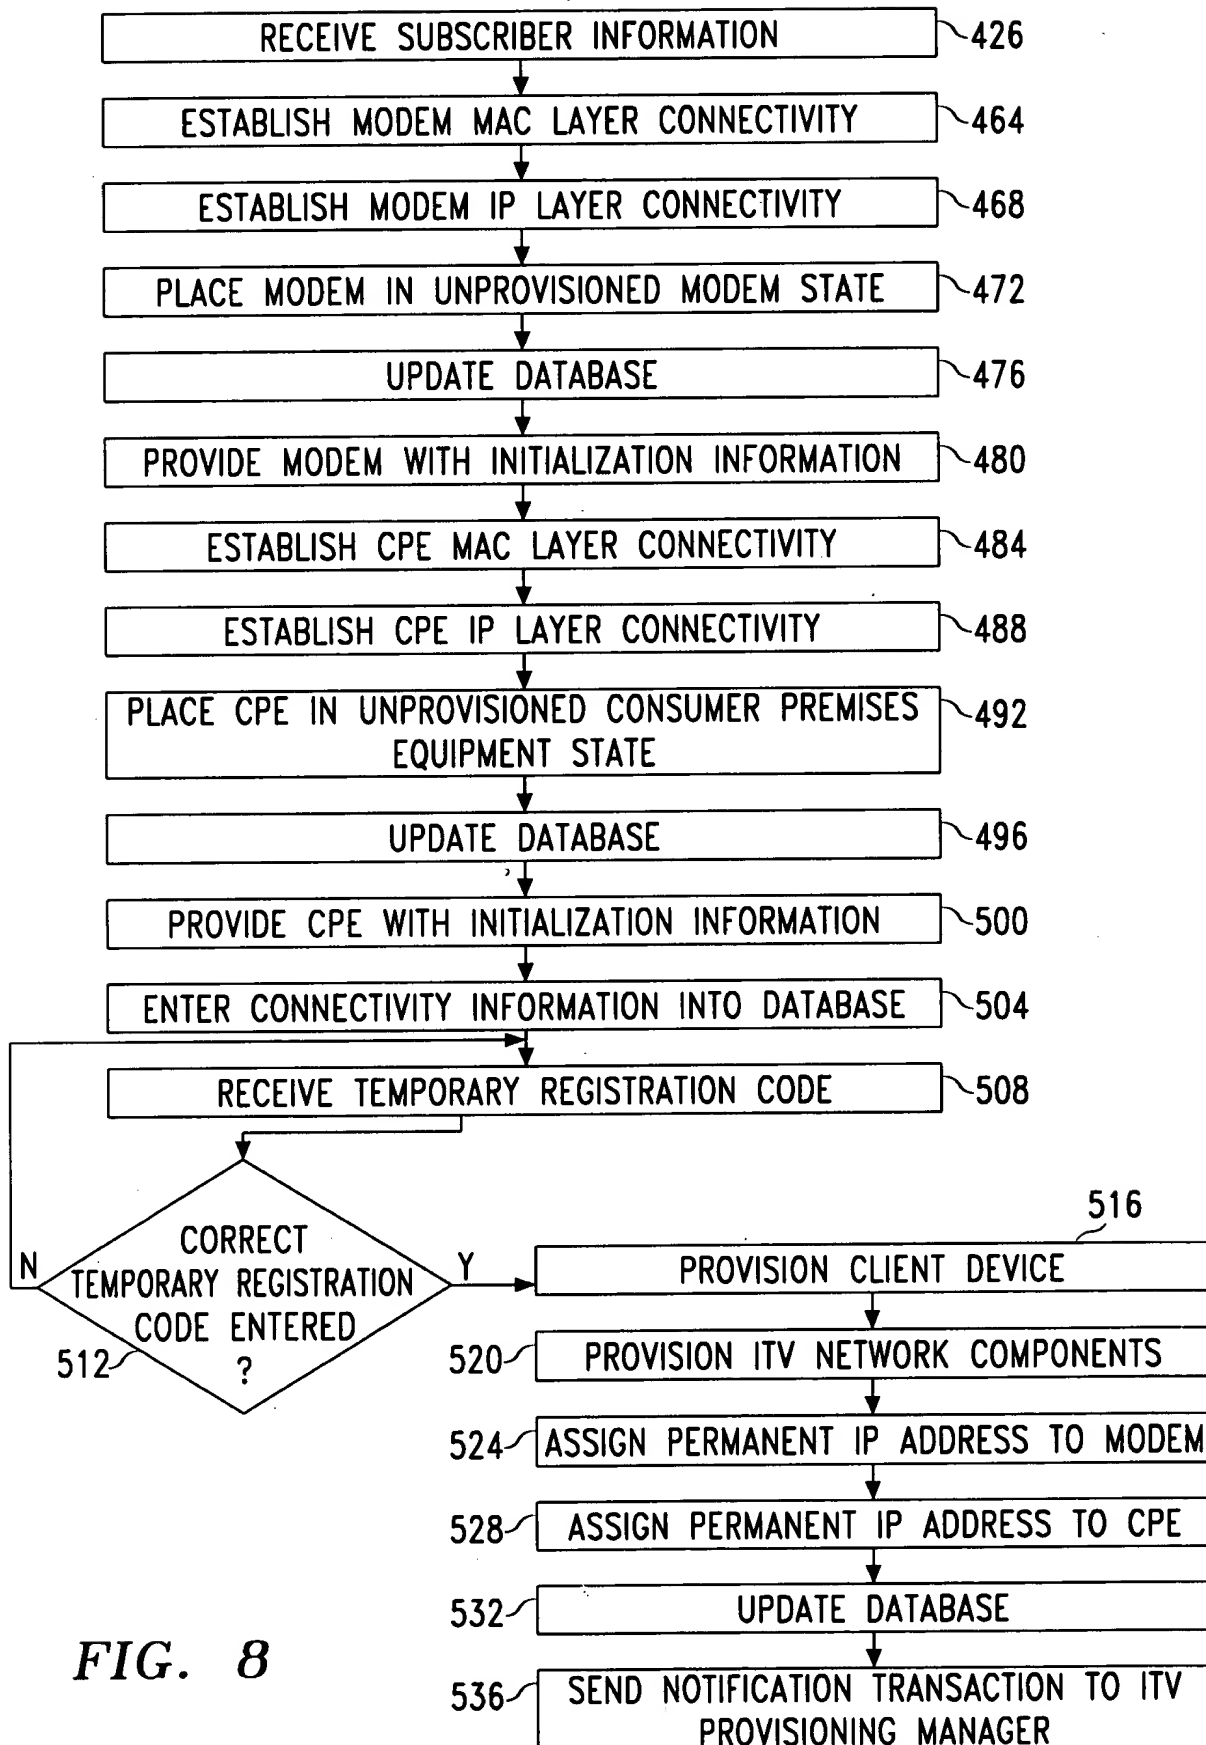 RECEIVE SUBSCRIBER INFORMATION 426
ESTABLISH MODEM MAC LAYER CONNECTIVITY 464
ESTABLISH MODEM IP LAYER CONNECTIVITY 468
PLACE MODEM IN UNPROVISIONED MODEM STATE 472
UPDATE DATABASE 476
PROVIDE MODEM WITH INITIALIZATION INFORMATION 480
ESTABLISH CPE MAC LAYER CONNECTIVITY 484
ESTABLISH CPE IP LAYER CONNECTIVITY 488
PLACE CPE IN UNPROVISIONED CONSUMER PREMISES 492
EQUIPMENT STATE
UPDATE DATABASE 496
PROVIDE CPE WITH INITIALIZATION INFORMATION 500
ENTER CONNECTIVITY INFORMATION INTO DATABASE 504
RECEIVE TEMPORARY REGISTRATION CODE 508
CORRECT
TEMPORARY REGISTRATION
CODE ENTERED
?
512
N
Y
516
PROVISION CLIENT DEVICE
520 PROVISION ITV NETWORK COMPONENTS
524 ASSIGN PERMANENT IP ADDRESS TO MODEM
528 ASSIGN PERMANENT IP ADDRESS TO CPE
532 UPDATE DATABASE
536 SEND NOTIFICATION TRANSACTION TO ITV
PROVISIONING MANAGER
FIG. 8